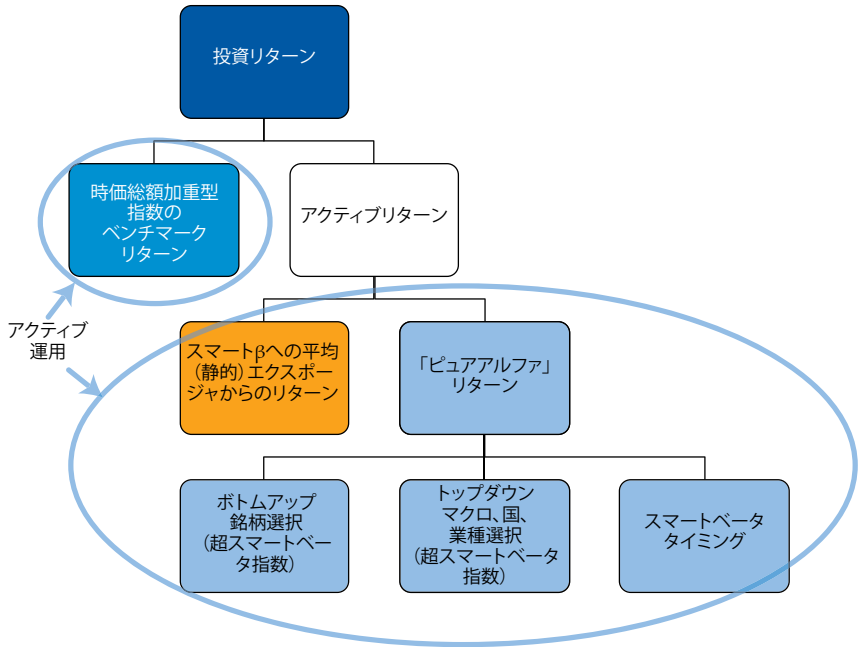 投資リターン
時価総額加重型
指数の
ベンチマーク
リターン
アクティブリターン
アクティブ
運用
スマートβへの平均
(静的)エクスポー
ジャからのリターン
「ピュアアルファ」
リターン
ボトムアップ
銘柄選択
(超スマートベー
タ指数)
トップダウン
マクロ、国、
業種選択
(超スマートベータ
指数)
スマートベータ
タイミング